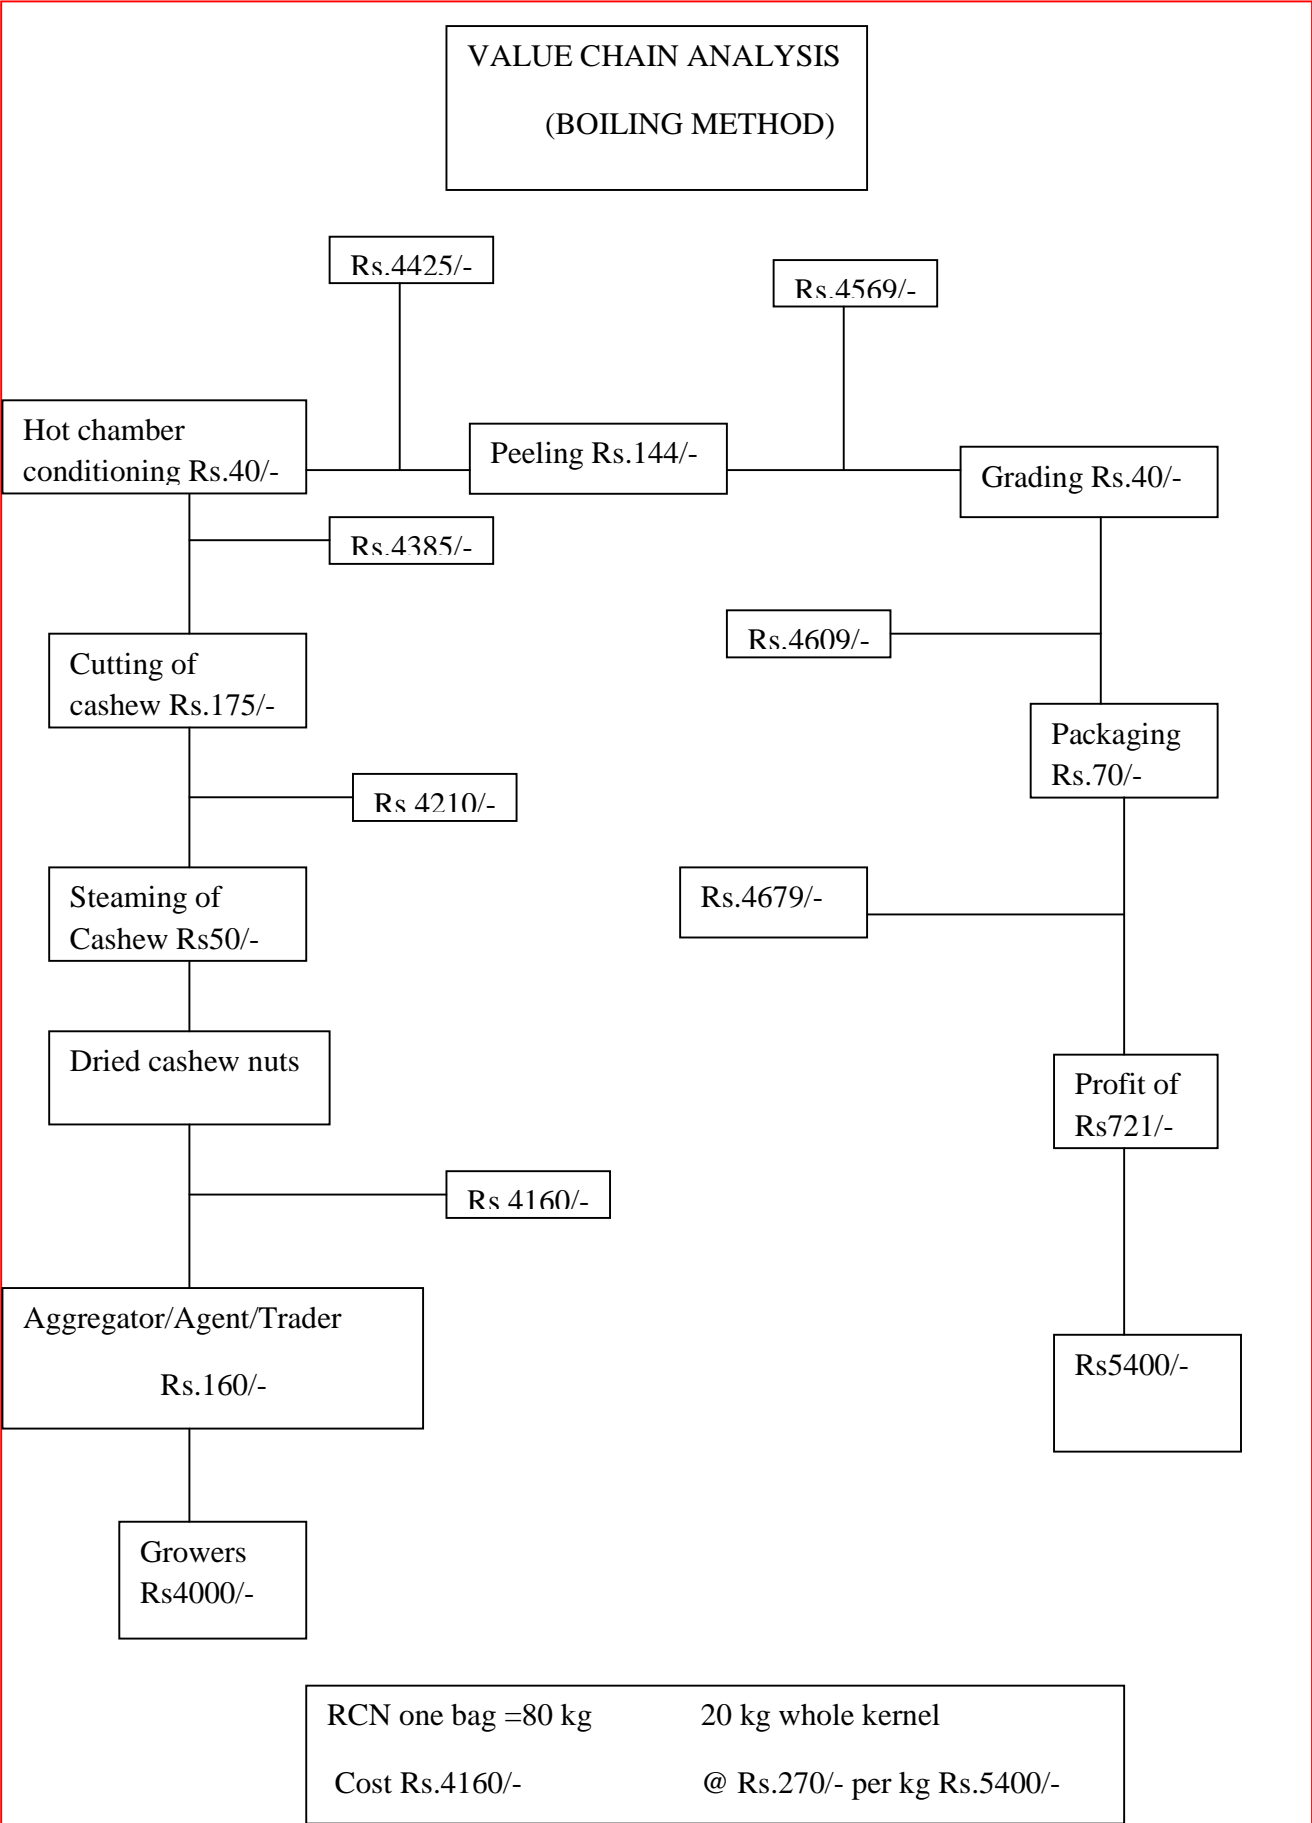 VALUE CHAIN ANALYSIS
(BOILING METHOD)
Rs.4425/-
Rs.4569/-
Hot chamber
conditioning Rs.40/-
Peeling Rs.144/-
Grading Rs.40/-
Rs.4385/-
Rs.4609/-
Cutting of
cashew Rs.175/-
Packaging
Rs.70/-
Rs 4210/-
Steaming of
Cashew Rs50/-
Rs.4679/-
Dried cashew nuts
Profit of
Rs721/-
Rs 4160/-
Aggregator/Agent/Trader
Rs.160/-
Rs5400/-
Growers
Rs4000/-
RCN one bag =80 kg 20 kg whole kernel
Cost Rs.4160/- @ Rs.270/- per kg Rs.5400/-